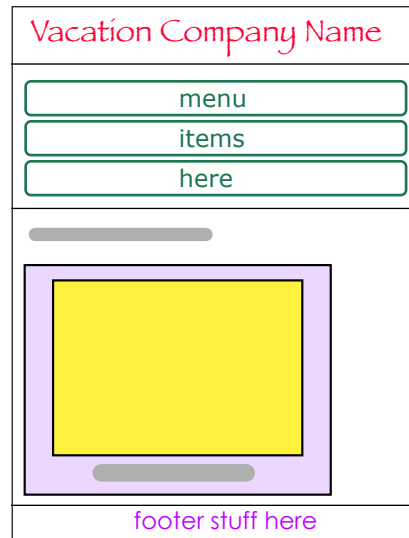 Vacation Company Name
menu
items
here
footer stuff here